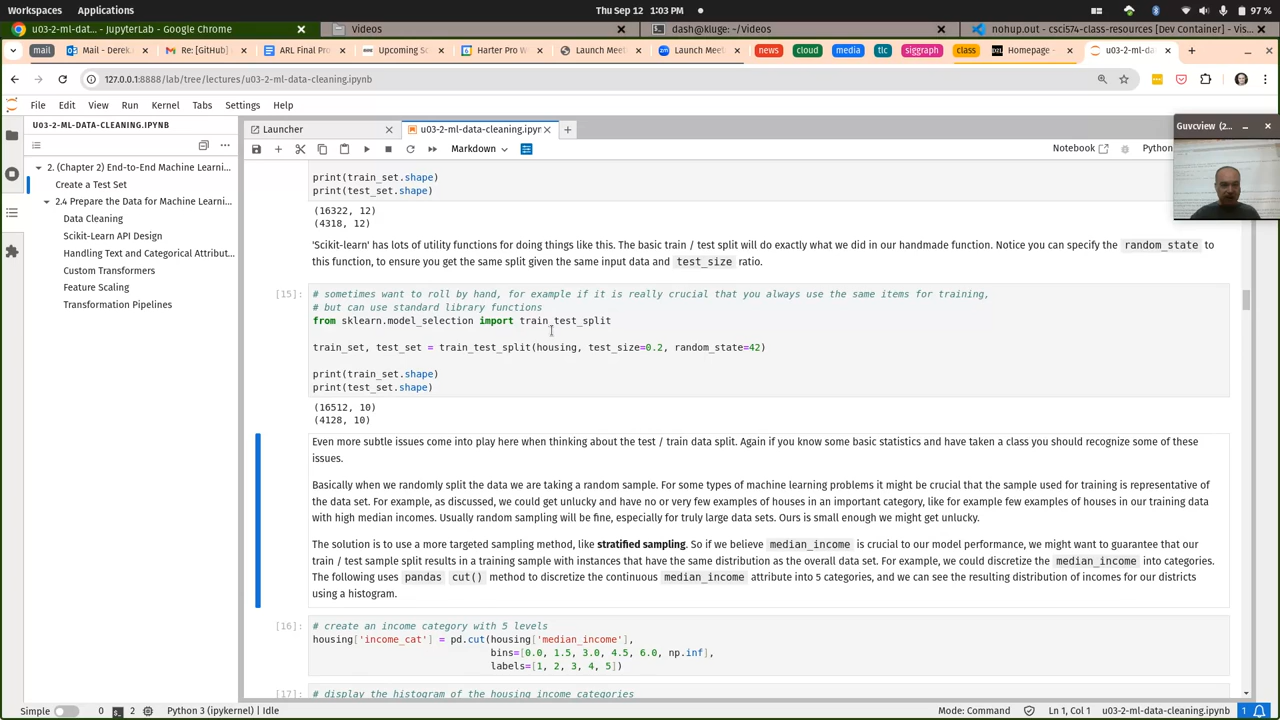 Workspaces Applications Thu Sep 12 1:03 PM 97 %
u03-2-ml-dat... - JupyterLab - Google Chrome Videos dash@kluge: ~/Videos nohup.out - csci574-class-resources [Dev Container] - Vis...
mail Mail - Derek. Re: [GitHub] ARL Final Pro Upcoming So Harter Pro W Launch Meet Launch Meet news cloud media tlc siggraph class Homepage - u03-2-ml-da
127.0.0.1:8888/lab/tree/lectures/u03-2-ml-data-cleaning.ipynb
File Edit View Run Kernel Tabs Settings Help
U03-2-ML-DATA-CLEANING.IPYNB
Launcher u03-2-ml-data-cleaning.ipyr
Guvcview (2...
Markdown Notebook Python
2. (Chapter 2) End-to-End Machine Learni...
Create a Test Set
2.4 Prepare the Data for Machine Learni...
Data Cleaning
Scikit-Learn API Design
Handling Text and Categorical Attribut...
Custom Transformers
Feature Scaling
Transformation Pipelines
print(train_set.shape)
print(test_set.shape)
(16322, 12)
(4318, 12)
'Scikit-learn' has lots of utility functions for doing things like this. The basic train / test split will do exactly what we did in our handmade function. Notice you can specify the random_state to
this function, to ensure you get the same split given the same input data and test_size ratio.
[15]: # sometimes want to roll by hand, for example if it is really crucial that you always use the same items for training,
# but can use standard library functions
from sklearn.model_selection import train_test_split
train_set, test_set = train_test_split(housing, test_size=0.2, random_state=42)
print(train_set.shape)
print(test_set.shape)
(16512, 10)
(4128, 10)
Even more subtle issues come into play here when thinking about the test / train data split. Again if you know some basic statistics and have taken a class you should recognize some of these
issues.
Basically when we randomly split the data we are taking a random sample. For some types of machine learning problems it might be crucial that the sample used for training is representative of
the data set. For example, as discussed, we could get unlucky and have no or very few examples of houses in an important category, like for example few examples of houses in our training data
with high median incomes. Usually random sampling will be fine, especially for truly large data sets. Ours is small enough we might get unlucky.
The solution is to use a more targeted sampling method, like stratified sampling. So if we believe median_income is crucial to our model performance, we might want to guarantee that our
train / test sample split results in a training sample with instances that have the same distribution as the overall data set. For example, we could discretize the median_income into categories.
The following uses pandas cut() method to discretize the continuous median_income attribute into 5 categories, and we can see the resulting distribution of incomes for our districts
using a histogram.
[16]: # create an income category with 5 levels
housing['income_cat'] = pd.cut(housing['median_income'],
bins=[0.0, 1.5, 3.0, 4.5, 6.0, np.inf],
labels=[1, 2, 3, 4, 5])
[17]: # display the histogram of the housing income categories
Simple 0 2 Python 3 (ipykernel) | Idle Mode: Command Ln 1, Col 1 u03-2-ml-data-cleaning.ipynb 1